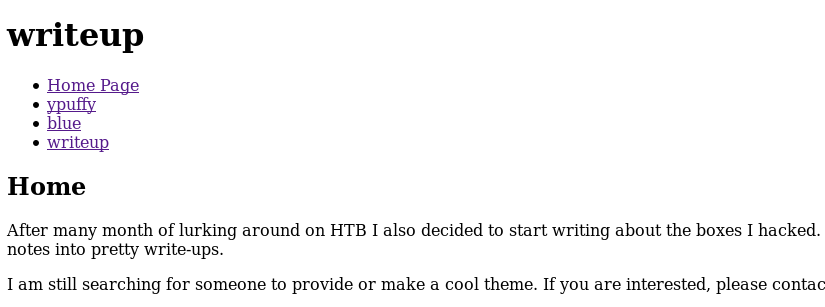 writeup
Home Page
ypuffy
blue
writeup
Home
After many month of lurking around on HTB I also decided to start writing about the boxes I hacked.
notes into pretty write-ups.
I am still searching for someone to provide or make a cool theme. If you are interested, please